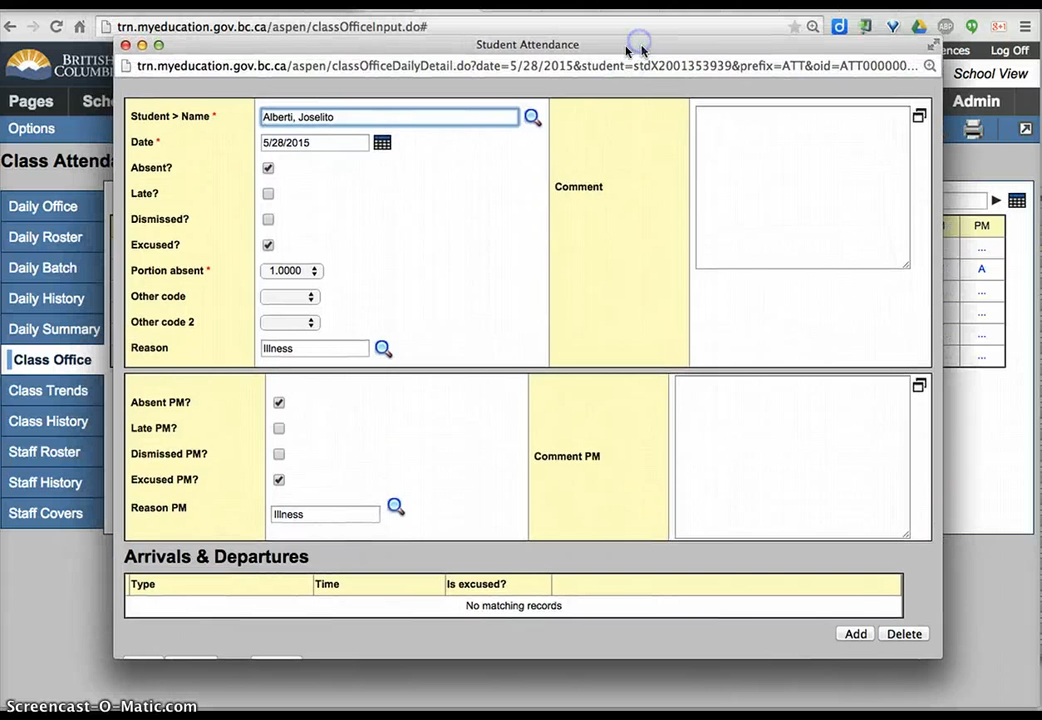 trn.myeducation.gov.bc.ca/aspen/classOfficeInput.do#
Student Attendance
trn.myeducation.gov.bc.ca/aspen/classOfficeDailyDetail.do?date=5/28/2015&student=stdX2001353939&prefix=ATT&oid=ATT000000...
BRITISH
COLUM
ences Log Off
School View
Pages Sch
Admin
Options
Class Attend
Daily Office
Daily Roster
Daily Batch
Daily History
Daily Summary
Class Office
Class Trends
Class History
Staff Roster
Staff History
Staff Covers
Student > Name * Alberti, Joselito
Date * 5/28/2015
Absent?
Late?
Dismissed?
Excused?
Portion absent * 1.0000
Other code
Other code 2
Reason Illness
Comment
PM
...
A
...
...
...
...
Absent PM?
Late PM?
Dismissed PM?
Excused PM?
Reason PM Illness
Comment PM
Arrivals & Departures
Type Time Is excused?
No matching records
Add Delete
Screencast-O-Matic.com